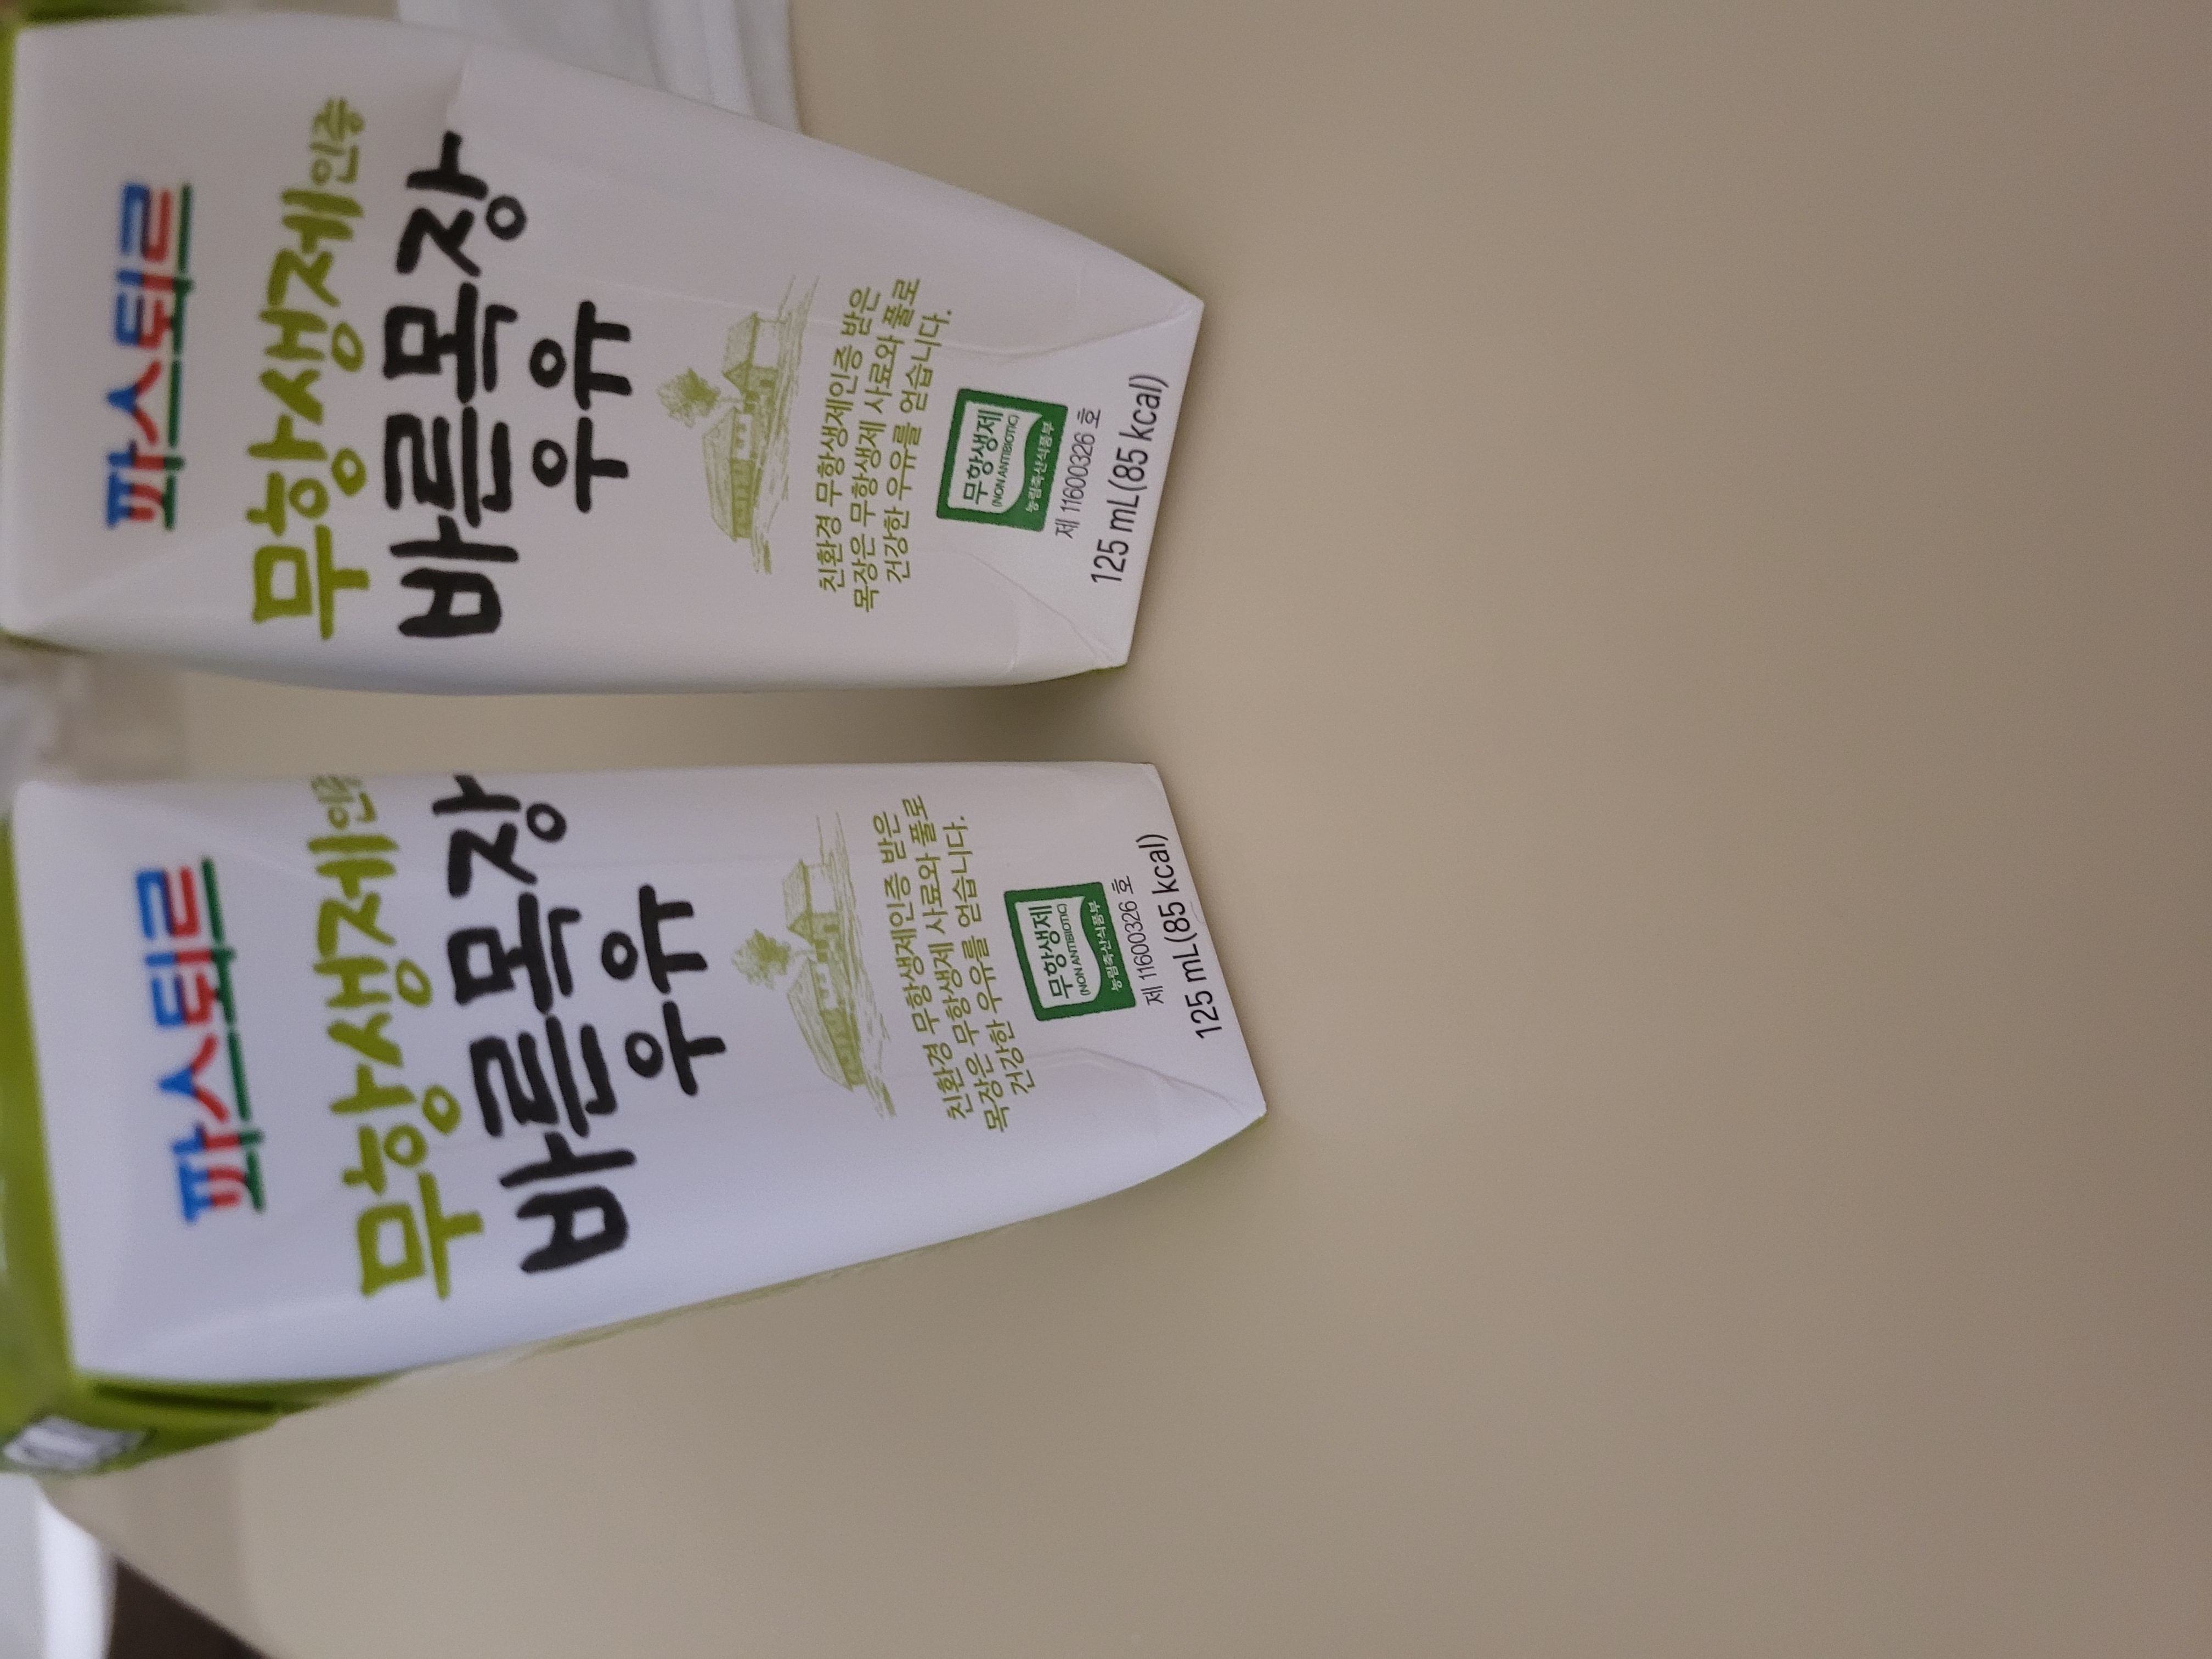 파스퇴르
무항생제인증
바른목장
우유
친환경 무항생제인증 받은
목장은 무항생제 사료와 풀로
건강한 우유를 얻습니다.
무항생제
(NON ANTIBIOTIC)
농림축산식품부
제 11600326 호
125 mL(85 kcal)
파스퇴르
무항생제인증
바른목장
우유
친환경 무항생제인증 받은
목장은 무항생제 사료와 풀로
건강한 우유를 얻습니다.
무항생제
(NON ANTIBIOTIC)
농림축산식품부
제 11600326 호
125 mL(85 kcal)